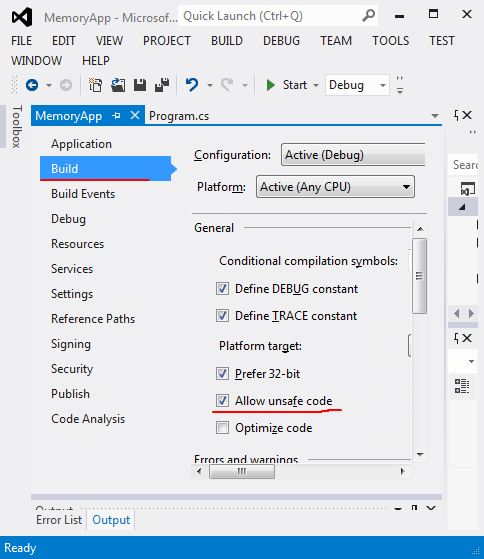 MemoryApp - Microsoft...
Quick Launch (Ctrl+Q)
FILE EDIT VIEW PROJECT BUILD DEBUG TEAM TOOLS TEST
WINDOW HELP
Start Debug
Toolbox
MemoryApp Program.cs
Application
Build
Build Events
Debug
Resources
Services
Settings
Reference Paths
Signing
Security
Publish
Code Analysis
Configuration: Active (Debug)
Platform: Active (Any CPU)
General
Conditional compilation symbols:
Define DEBUG constant
Define TRACE constant
Platform target:
Prefer 32-bit
Allow unsafe code
Optimize code
Errors and warnings
Searc
Output
Error List Output
Ready